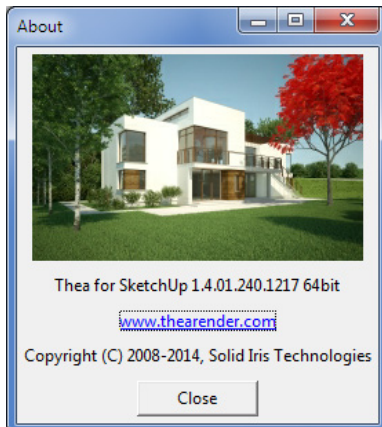 About
Thea for SketchUp 1.4.01.240.1217 64bit
www.thearender.com
Copyright (C) 2008-2014, Solid Iris Technologies
Close